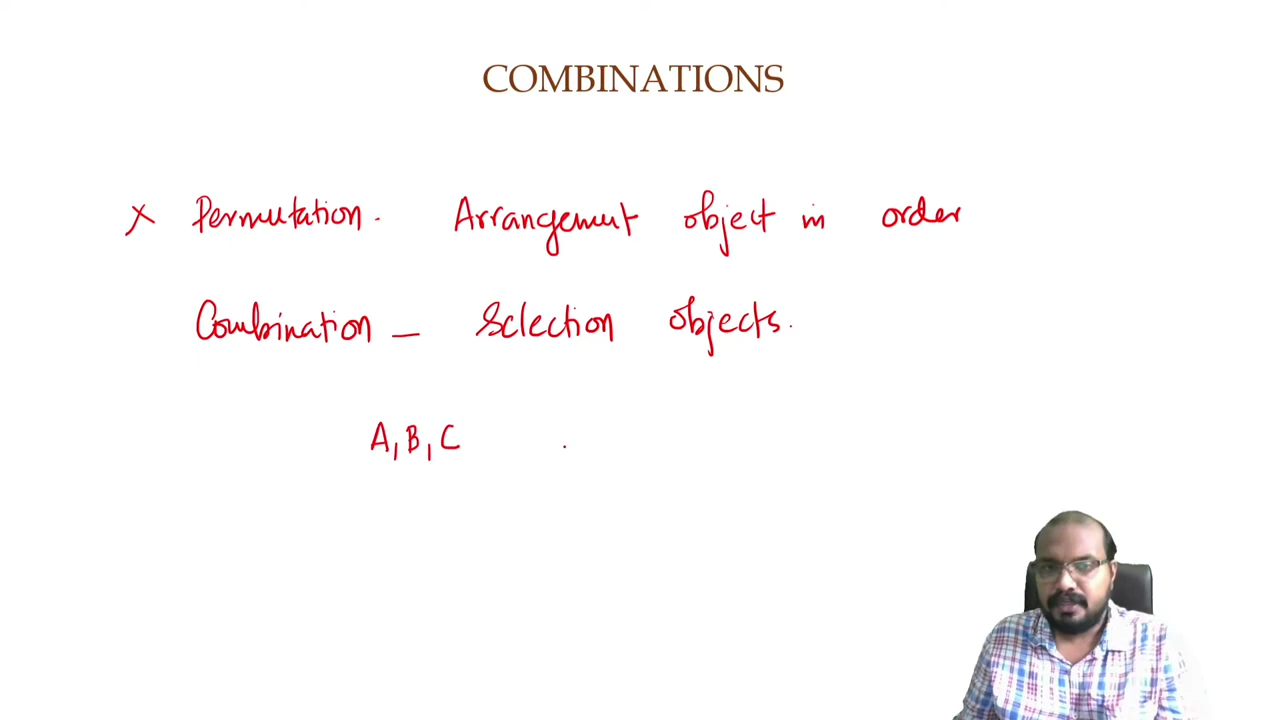 COMBINATIONS
x Permutation. Arrangement object in order
Combination - Selection objects.
A, B, C